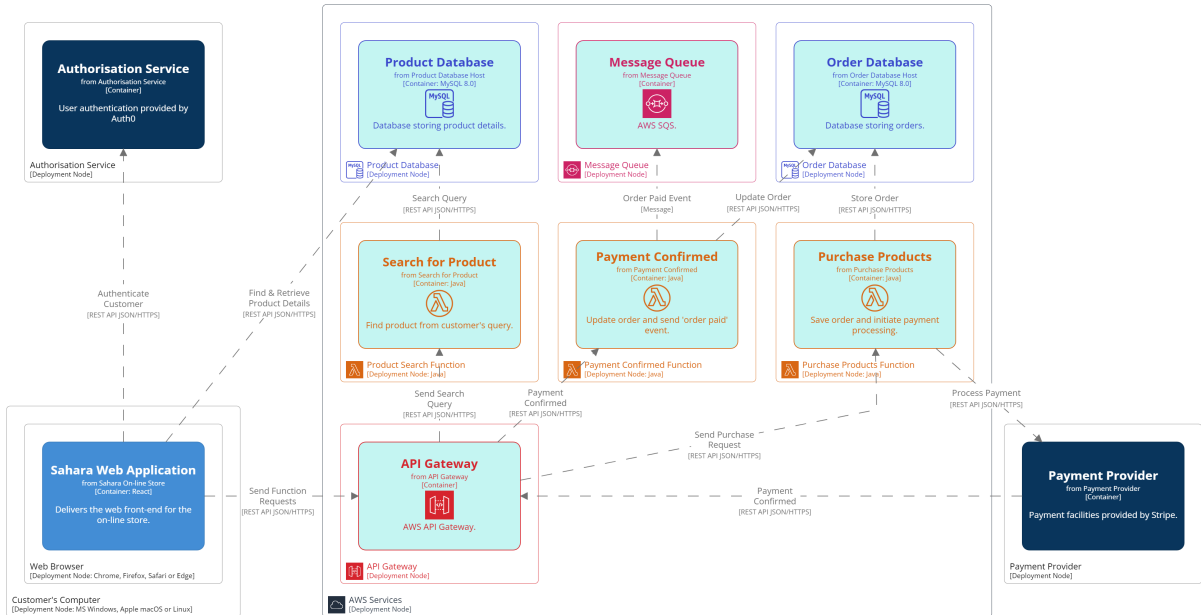 Authorisation Service
from Authorisation Service
[Container]
User authentication provided by
Auth0
Authorisation Service
[Deployment Node]
Product Database
from Product Database Host
[Container: MySQL 8.0]
MySQL
Database storing product details.
Product Database
[Deployment Node]
Message Queue
from Message Queue
[Container]
AWS SQS.
Message Queue
[Deployment Node]
Order Database
from Order Database Host
[Container: MySQL 8.0]
MySQL
Database storing orders.
Order Database
[Deployment Node]
Search Query
[REST API JSON/HTTPS]
Order Paid Event
[Message]
Update Order
[REST API JSON/HTTPS]
Store Order
[REST API JSON/HTTPS]
Search for Product
from Search for Product
[Container: Java]
Find product from customer's query.
Product Search Function
[Deployment Node: Java]
Payment Confirmed
from Payment Confirmed
[Container: Java]
Update order and send 'order paid'
event.
Payment Confirmed Function
[Deployment Node: Java]
Purchase Products
from Purchase Products
[Container: Java]
Save order and initiate payment
processing.
Purchase Products Function
[Deployment Node: Java]
Authenticate
Customer
[REST API JSON/HTTPS]
Find & Retrieve
Product Details
[REST API JSON/HTTPS]
Send Search
Query
[REST API JSON/HTTPS]
Payment
Confirmed
[REST API JSON/HTTPS]
Process Payment
[REST API JSON/HTTPS]
Send Purchase
Request
[REST API JSON/HTTPS]
Sahara Web Application
from Sahara On-line Store
[Container: React]
Delivers the web front-end for the
on-line store.
Web Browser
[Deployment Node: Chrome, Firefox, Safari or Edge]
Customer's Computer
[Deployment Node: MS Windows, Apple macOS or Linux]
Send Function
Requests
[REST API JSON/HTTPS]
API Gateway
from API Gateway
[Container]
AWS API Gateway.
API Gateway
[Deployment Node]
AWS Services
[Deployment Node]
Payment
Confirmed
[REST API JSON/HTTPS]
Payment Provider
from Payment Provider
[Container]
Payment facilities provided by Stripe.
Payment Provider
[Deployment Node]